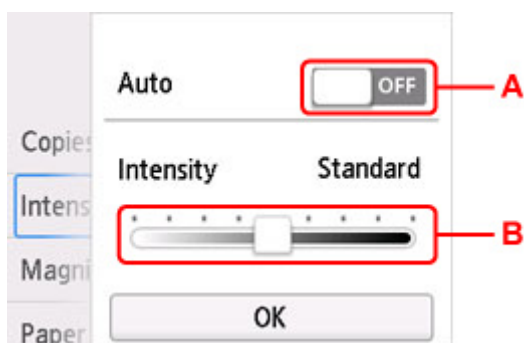 Auto
OFF
A
Copies
Intensity
Standard
Intens
B
Magni
OK
Paper